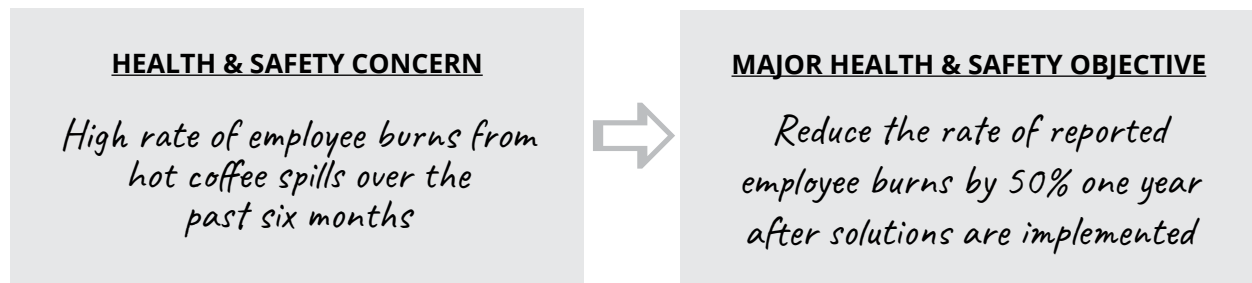 HEALTH & SAFETY CONCERN
High rate of employee burns from
hot coffee spills over the
past six months
MAJOR HEALTH & SAFETY OBJECTIVE
Reduce the rate of reported
employee burns by 50% one year
after solutions are implemented